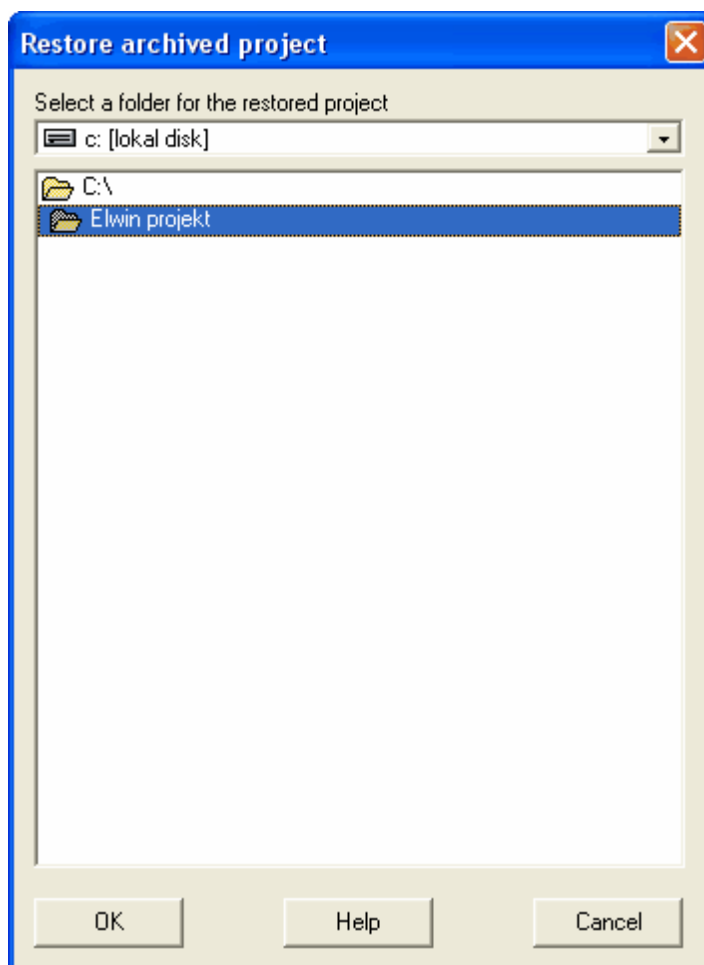 Restore archived project
Select a folder for the restored project
c: [lokal disk]
C:\
Elwin projekt
OK
Help
Cancel